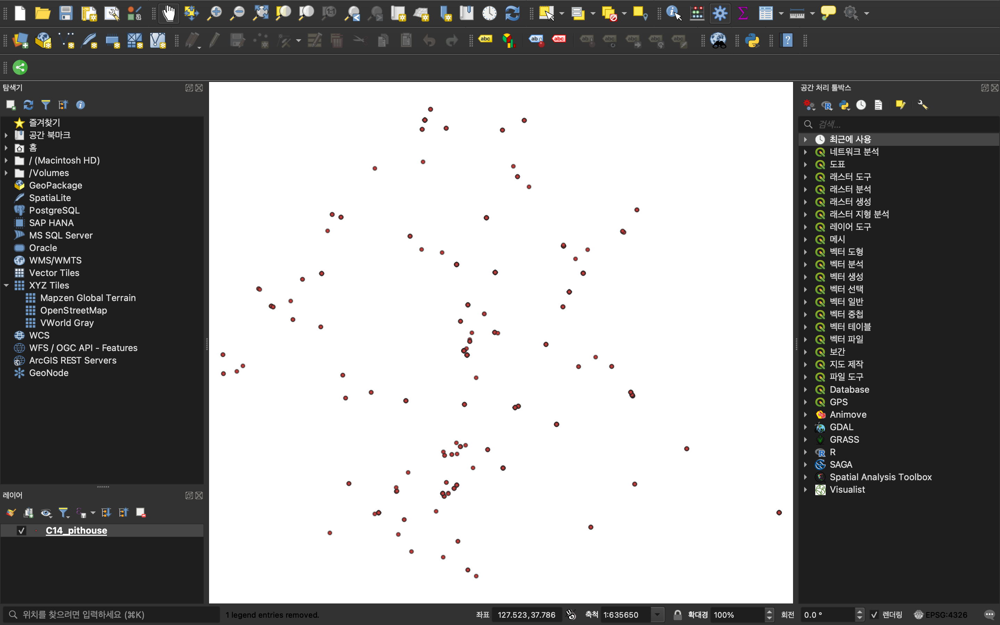 탐색기
즐겨찾기
공간 북마크
홈
/ (Macintosh HD)
/Volumes
GeoPackage
SpatiaLite
PostgreSQL
SAP HANA
MS SQL Server
Oracle
WMS/WMTS
Vector Tiles
XYZ Tiles
Mapzen Global Terrain
OpenStreetMap
VWorld Gray
WCS
WFS / OGC API - Features
ArcGIS REST Servers
GeoNode
레이어
C14_pithouse
공간 처리 툴박스
검색...
최근에 사용
네트워크 분석
도표
래스터 도구
래스터 분석
래스터 생성
래스터 지형 분석
레이어 도구
메시
벡터 도형
벡터 분석
벡터 생성
벡터 선택
벡터 일반
벡터 중첩
벡터 테이블
벡터 파일
보간
지도 제작
파일 도구
Database
GPS
Animove
GDAL
GRASS
R
SAGA
Spatial Analysis Toolbox
Visualist
위치를 찾으려면 입력하세요 (⌘K)
1 legend entries removed.
좌표 127.523,37.786
축척 1:635650
확대경 100%
회전 0.0 °
렌더링
EPSG:4326